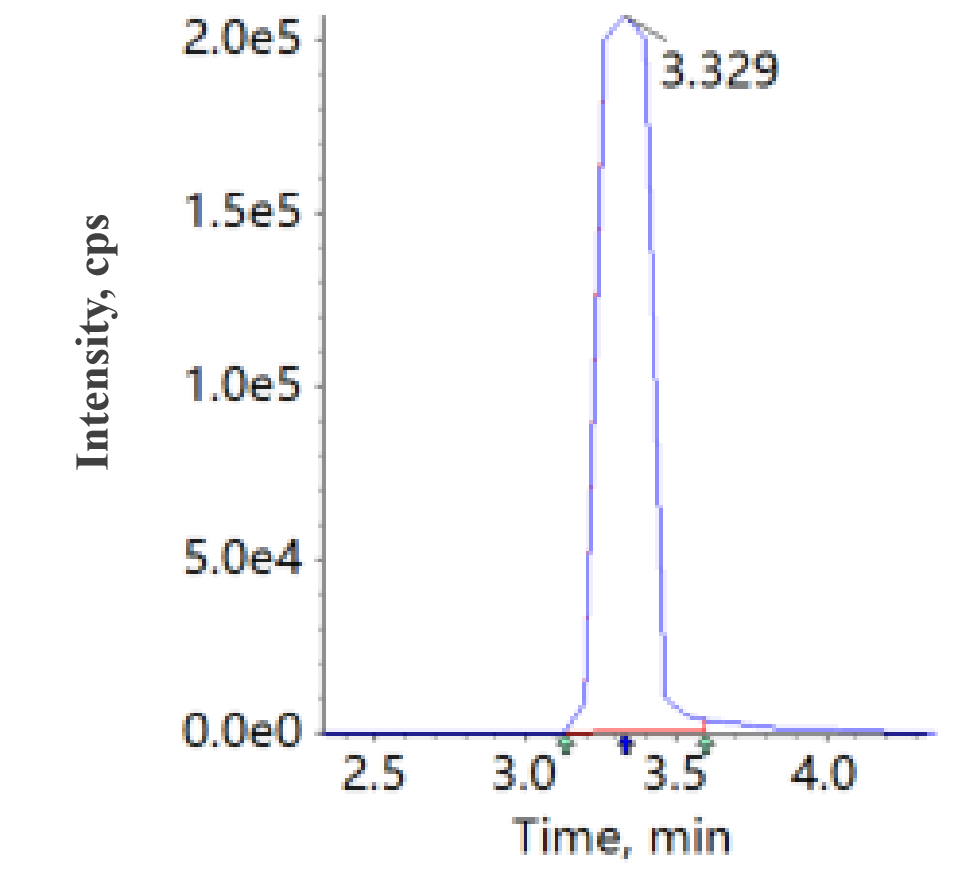 2.0e5
3.329
1.5e5
Intensity, cps
1.0e5
5.0e4
0.0e0
2.5 3.0 3.5 4.0
Time, min